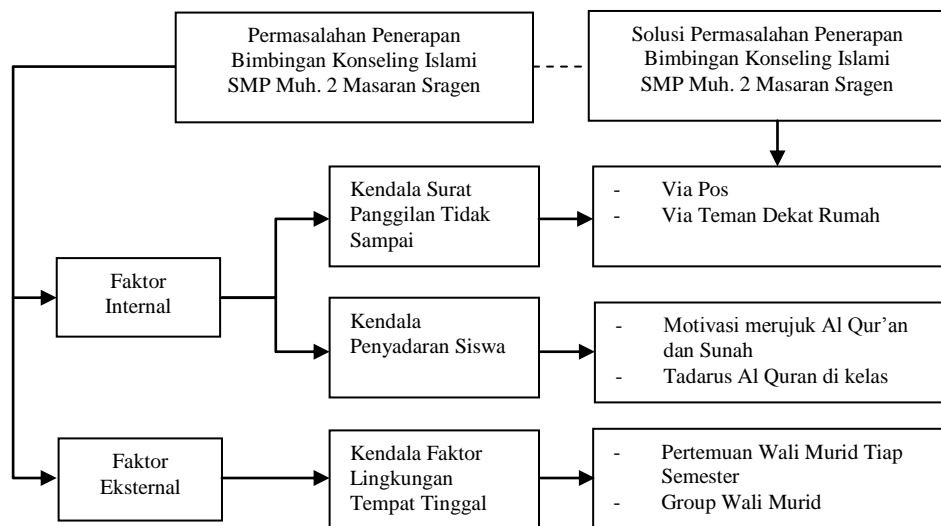 Permasalahan Penerapan
Bimbingan Konseling Islami
SMP Muh. 2 Masaran Sragen
Solusi Permasalahan Penerapan
Bimbingan Konseling Islami
SMP Muh. 2 Masaran Sragen
Kendala Surat
Panggilan Tidak
Sampai
- Via Pos
- Via Teman Dekat Rumah
Faktor
Internal
Kendala
Penyadaran Siswa
- Motivasi merujuk Al Qur’an
dan Sunah
- Tadarus Al Quran di kelas
Faktor
Eksternal
Kendala Faktor
Lingkungan
Tempat Tinggal
- Pertemuan Wali Murid Tiap
Semester
- Group Wali Murid